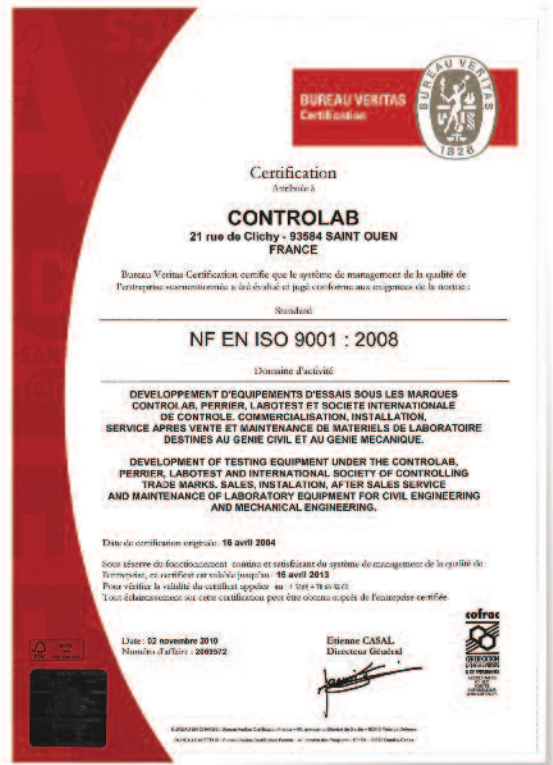 BUREAU VERITAS
Certification
BUREAU VERITAS
1828
Certification
Attribuée à
CONTROLAB
21 rue de Clichy - 93584 SAINT OUEN
FRANCE
Bureau Veritas Certification certifie que le système de management de la qualité de
l'entreprise susmentionnée a été évalué et jugé conforme aux exigences de la norme :
Standard
NF EN ISO 9001 : 2008
Domaine d'activité
DEVELOPPEMENT D'EQUIPEMENTS D'ESSAIS SOUS LES MARQUES
CONTROLAB, PERRIER, LABOTEST ET SOCIETE INTERNATIONALE
DE CONTROLE. COMMERCIALISATION, INSTALLATION,
SERVICE APRES VENTE ET MAINTENANCE DE MATERIELS DE LABORATOIRE
DESTINES AU GENIE CIVIL ET AU GENIE MECANIQUE.
DEVELOPMENT OF TESTING EQUIPMENT UNDER THE CONTROLAB,
PERRIER, LABOTEST AND INTERNATIONAL SOCIETY OF CONTROLLING
TRADE MARKS. SALES, INSTALATION, AFTER SALES SERVICE
AND MAINTENANCE OF LABORATORY EQUIPMENT FOR CIVIL ENGINEERING
AND MECHANICAL ENGINEERING.
Date de certification originale: 16 avril 2004
Sous réserve du fonctionnement continu et satisfaisant du système de management de la qualité de
l'entreprise, ce certificat est valable jusqu'au: 16 avril 2013
Pour vérifier la validité du certificat appeler au :
Tout éclaircissement sur cette certification peut être obtenu auprès de l'entreprise certifiée.
Date : 02 novembre 2010
Numéro d'affaire : 2009572
Etienne CASAL
Directeur Général
cofrac
CERTIFICATION